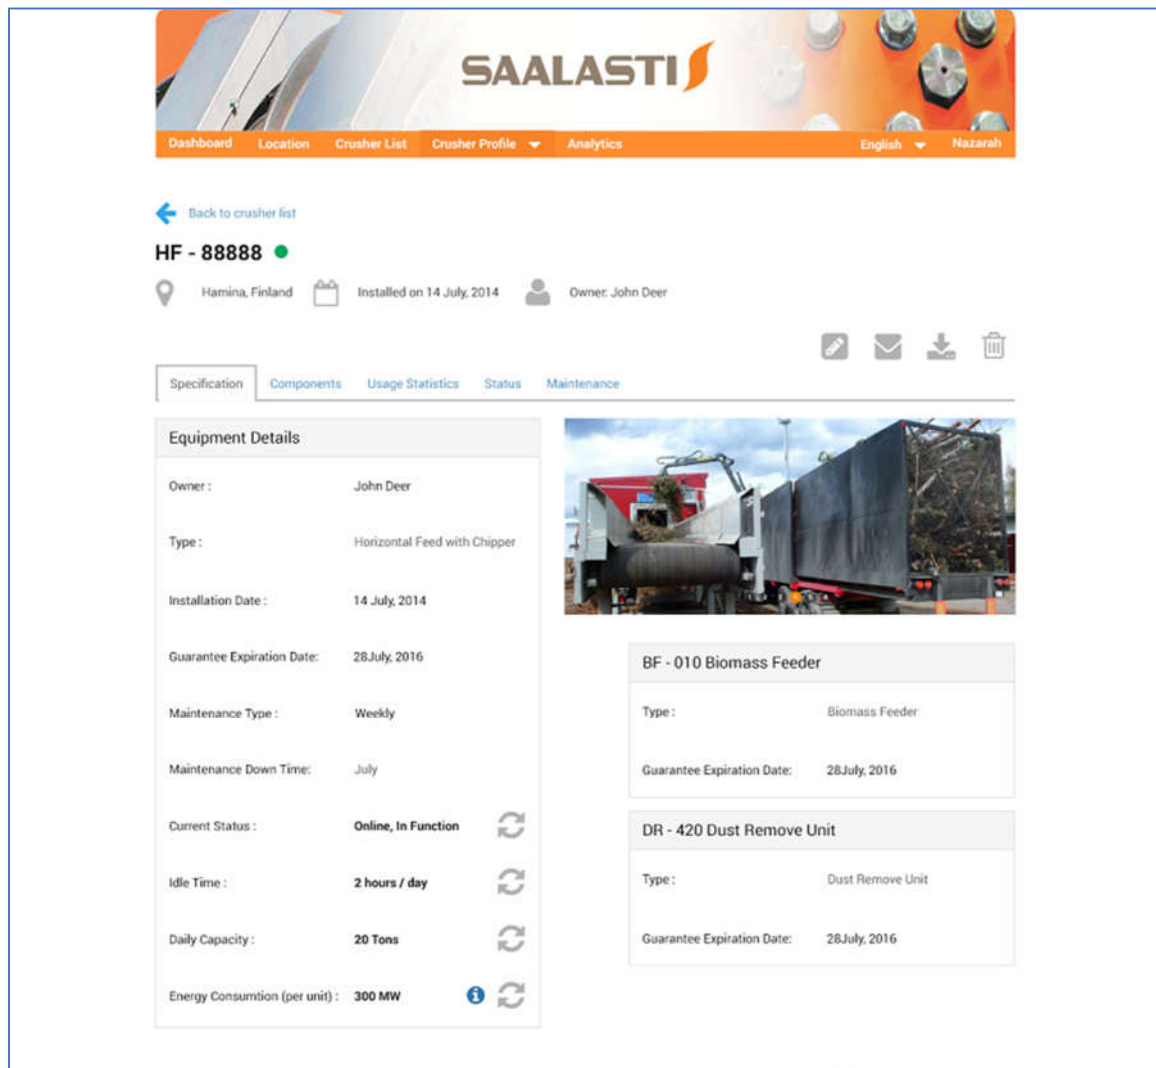 SAALASTI
Dashboard Location Crusher List Crusher Profile Analytics English Nazarah
Back to crusher list
HF - 88888
Hamina, Finland Installed on 14 July, 2014 Owner: John Deer
Specification Components Usage Statistics Status Maintenance
Equipment Details
Owner : John Deer
Type : Horizontal Feed with Chipper
Installation Date : 14 July, 2014
Guarantee Expiration Date: 28July, 2016
Maintenance Type : Weekly
Maintenance Down Time: July
Current Status : Online, In Function
Idle Time : 2 hours / day
Daily Capacity : 20 Tons
Energy Consumtion (per unit) : 300 MW
BF - 010 Biomass Feeder
Type : Biomass Feeder
Guarantee Expiration Date: 28July, 2016
DR - 420 Dust Remove Unit
Type : Dust Remove Unit
Guarantee Expiration Date: 28July, 2016